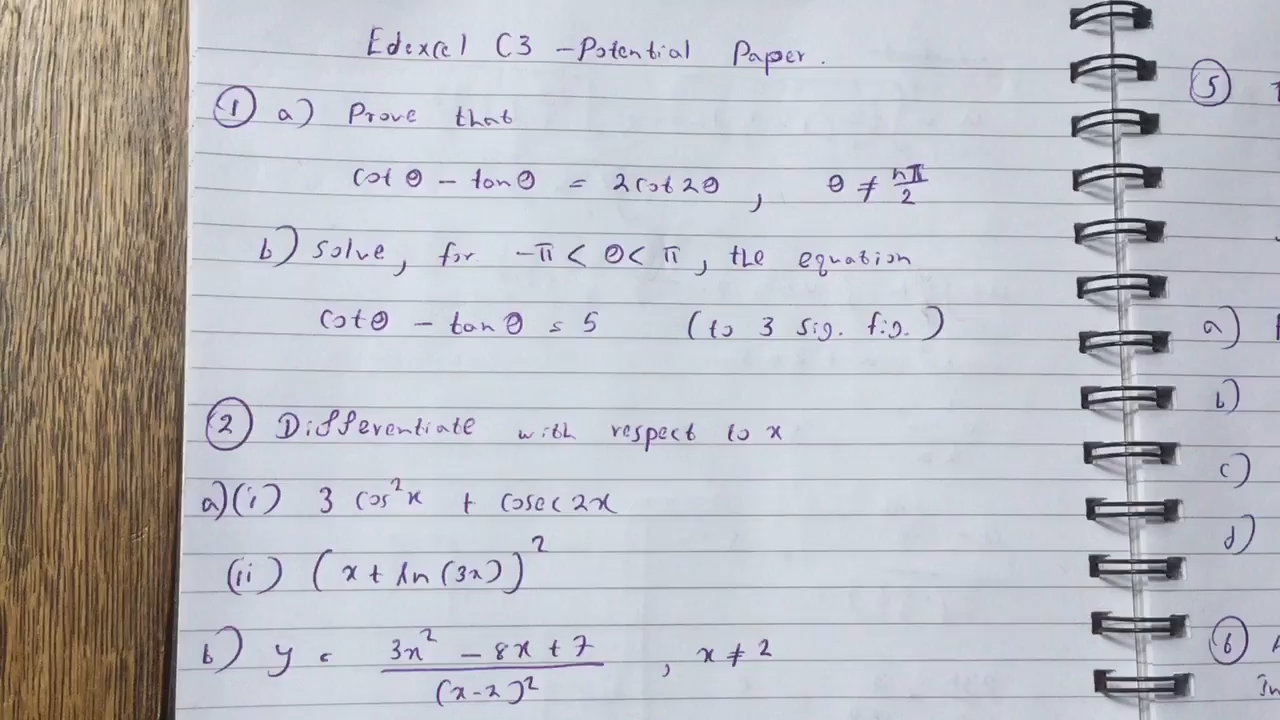 Edexcel C3 - Potential Paper.
① a) Prove that
cot θ - tan θ = 2cot 2θ , θ ≠ nπ/2
b) solve, for -π < θ < π, the equation
cotθ - tan θ = 5 (to 3 sig. fig.)
② Differentiate with respect to x
a)(i) 3 cos²x + cosec 2x
(ii) (x + ln(3x))²
b) y = (3x² - 8x + 7)/(x-2)² , x ≠ 2
⑤
a)
b)
c)
d)
⑥